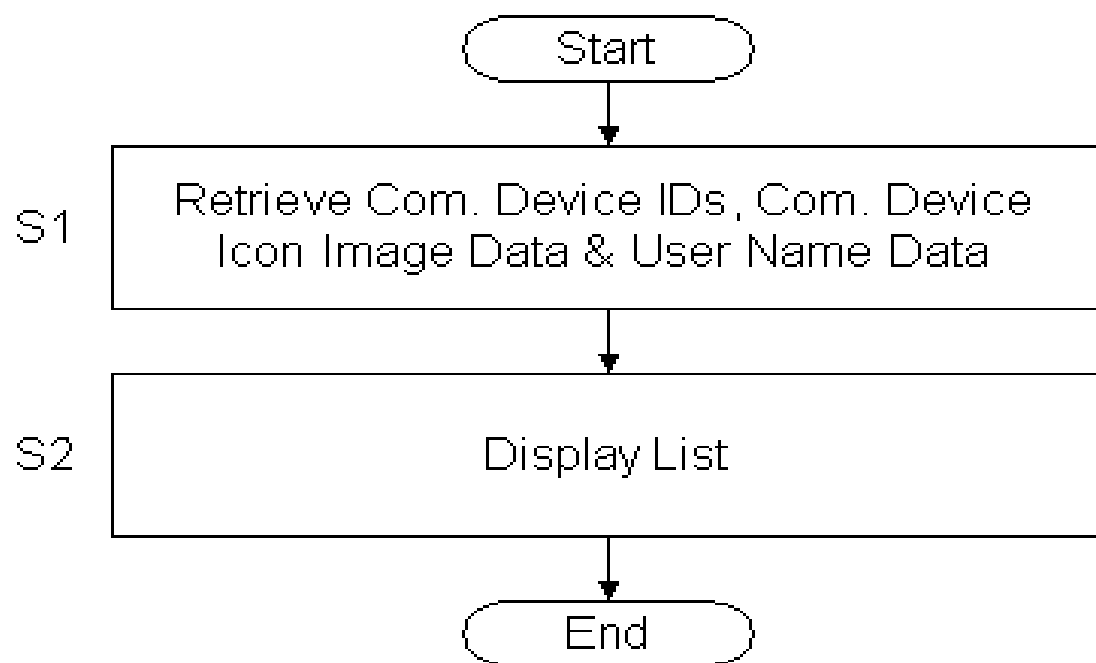 Start
S1
Retrieve Com. Device IDs, Com. Device
Icon Image Data & User Name Data
S2
Display List
End